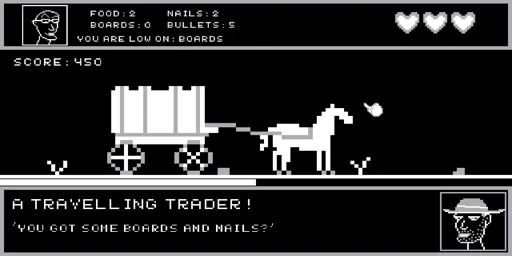 FOOD: 2 NAILS: 2
BOARDS: 0 BULLETS: 5
YOU ARE LOW ON: BOARDS
SCORE: 450
A TRAVELLING TRADER!
'YOU GOT SOME BOARDS AND NAILS?'